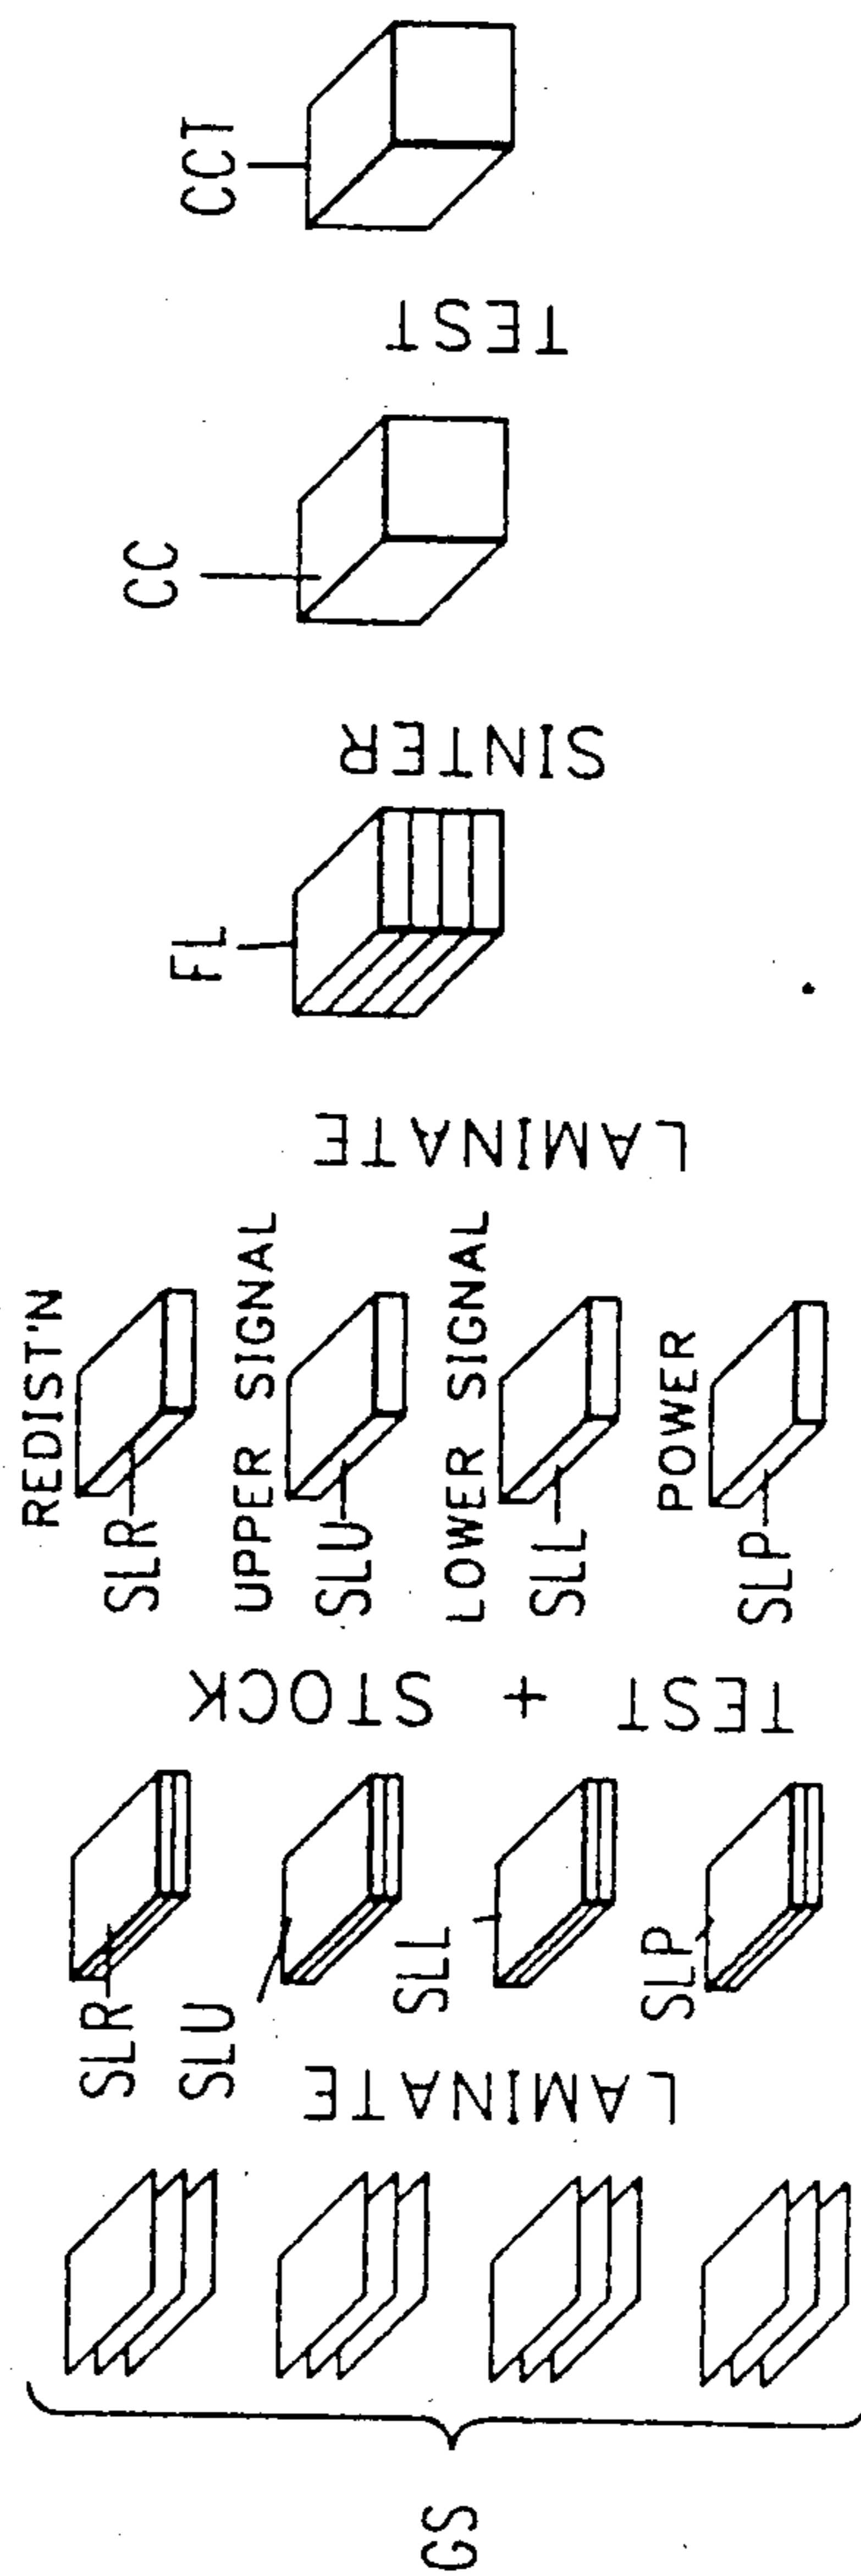 GS
LAMINATE
SLR
SLU
SLL
SLP
TEST + STOCK
REDIST'N
SLR
UPPER SIGNAL
SLU
LOWER SIGNAL
SLL
POWER
SLP
LAMINATE
FL
SINTER
CC
TEST
CCT